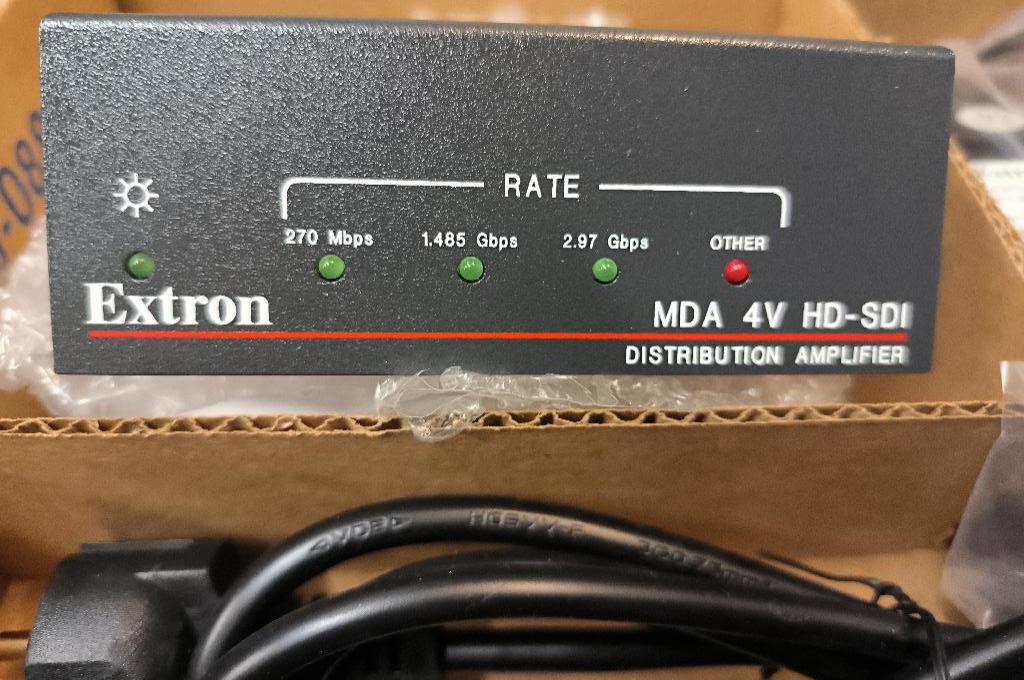 RATE
270 Mbps 1.485 Gbps 2.97 Gbps OTHER
Extron
MDA 4V HD-SDI
DISTRIBUTION AMPLIFIER